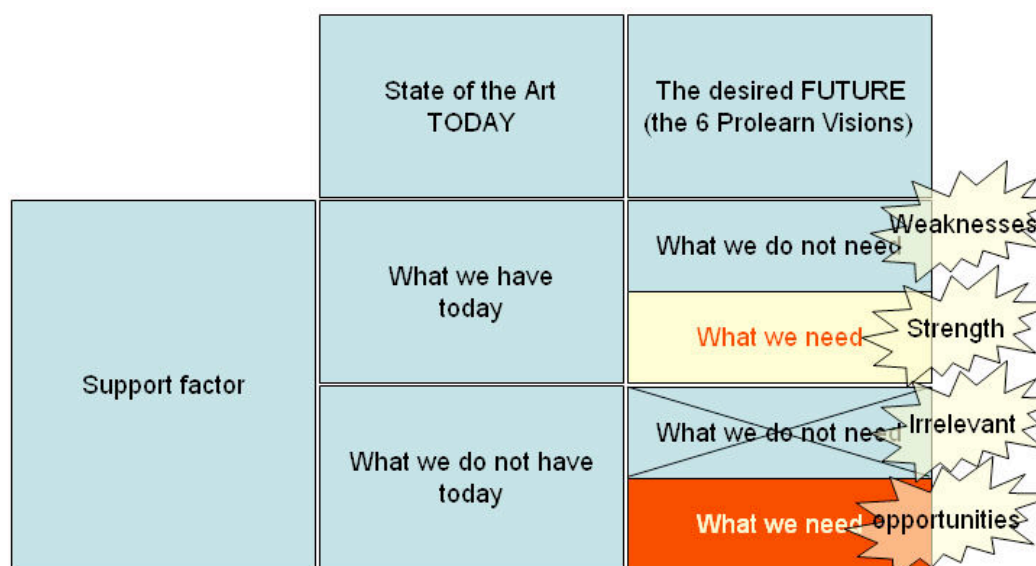 State of the Art
TODAY
The desired FUTURE
(the 6 Prolearn Visions)
Support factor
What we have
today
What we do not need
Weaknesses
What we need
Strength
What we do not have
today
What we do not need
Irrelevant
What we need
opportunities